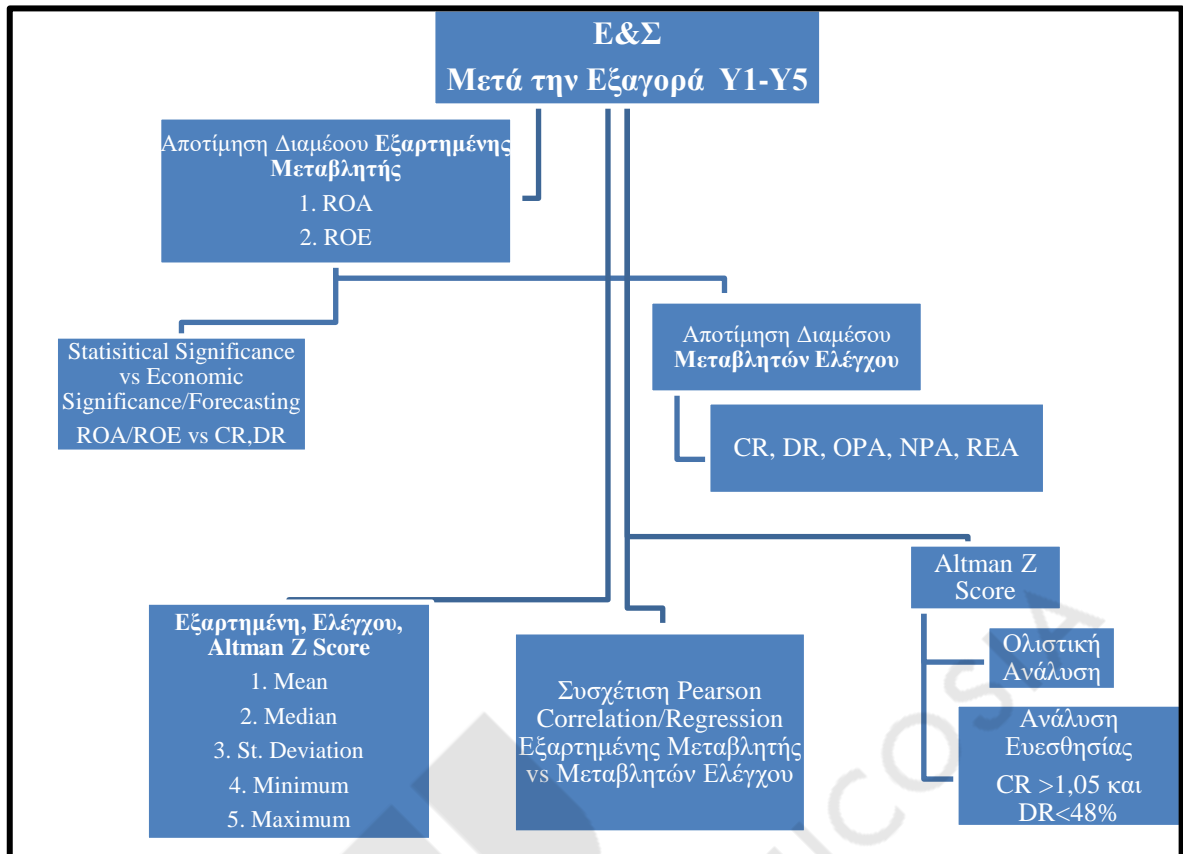 Ε&Σ
Μετά την Εξαγορά Υ1-Υ5
Αποτίμηση Διαμέσου Εξαρτημένης
Μεταβλητής
1. ROA
2. ROE
Statisitical Significance
vs Economic
Significance/Forecasting
ROA/ROE vs CR,DR
Αποτίμηση Διαμέσου
Μεταβλητών Ελέγχου
CR, DR, OPA, NPA, REA
Εξαρτημένη, Ελέγχου,
Altman Z Score
1. Mean
2. Median
3. St. Deviation
4. Minimum
5. Maximum
Συσχέτιση Pearson
Correlation/Regression
Εξαρτημένης Μεταβλητής
vs Μεταβλητών Ελέγχου
Altman Z
Score
Ολιστική
Ανάλυση
Ανάλυση
Ευεσθησίας
CR >1,05 και
DR<48%